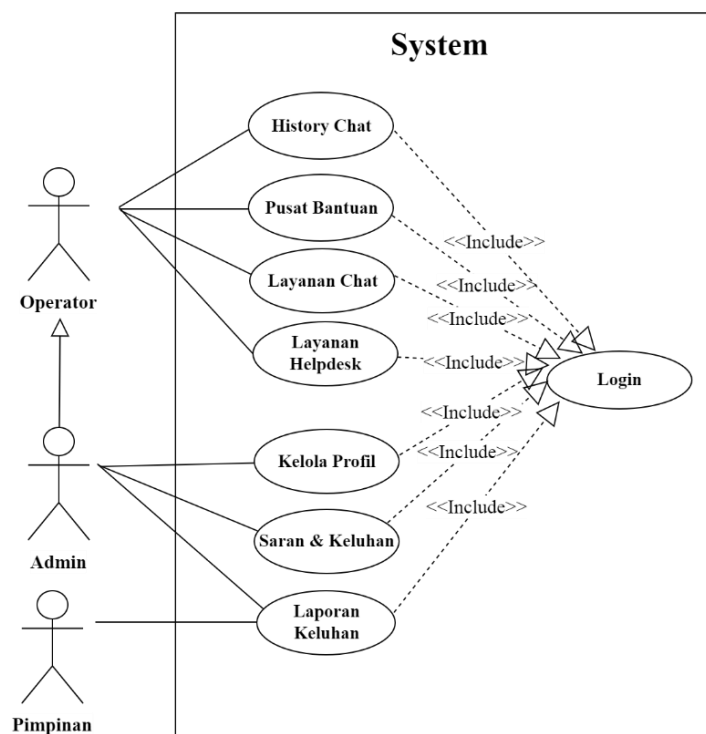 System
History Chat
<<Include>>
Pusat Bantuan
<<Include>>
Operator
Layanan Chat
<<Include>>
Layanan
Helpdesk
<<Include>>
Login
Kelola Profil
<<Include>>
<<Include>>
Admin
Saran & Keluhan
<<Include>>
Laporan
Keluhan
Pimpinan